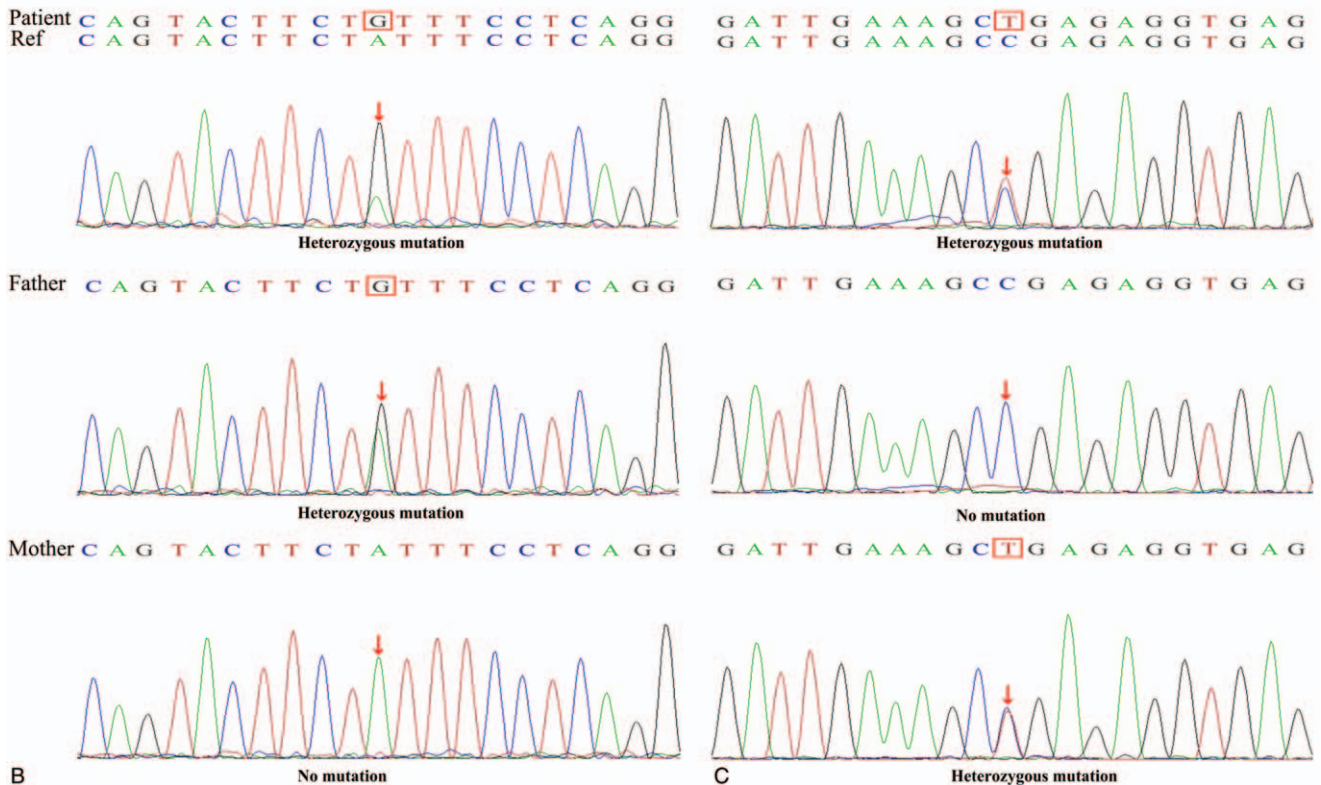 Patient C A G T A C T T C T G T T T C C T C A G G
Ref C A G T A C T T C T A T T T C C T C A G G
Heterozygous mutation
Father C A G T A C T T C T G T T T C C T C A G G
Heterozygous mutation
Mother C A G T A C T T C T A T T T C C T C A G G
B
No mutation
G A T T G A A A G C T G A G A G G T G A G
G A T T G A A A G C C G A G A G G T G A G
Heterozygous mutation
G A T T G A A A G C C G A G A G G T G A G
No mutation
G A T T G A A A G C T G A G A G G T G A G
C
Heterozygous mutation